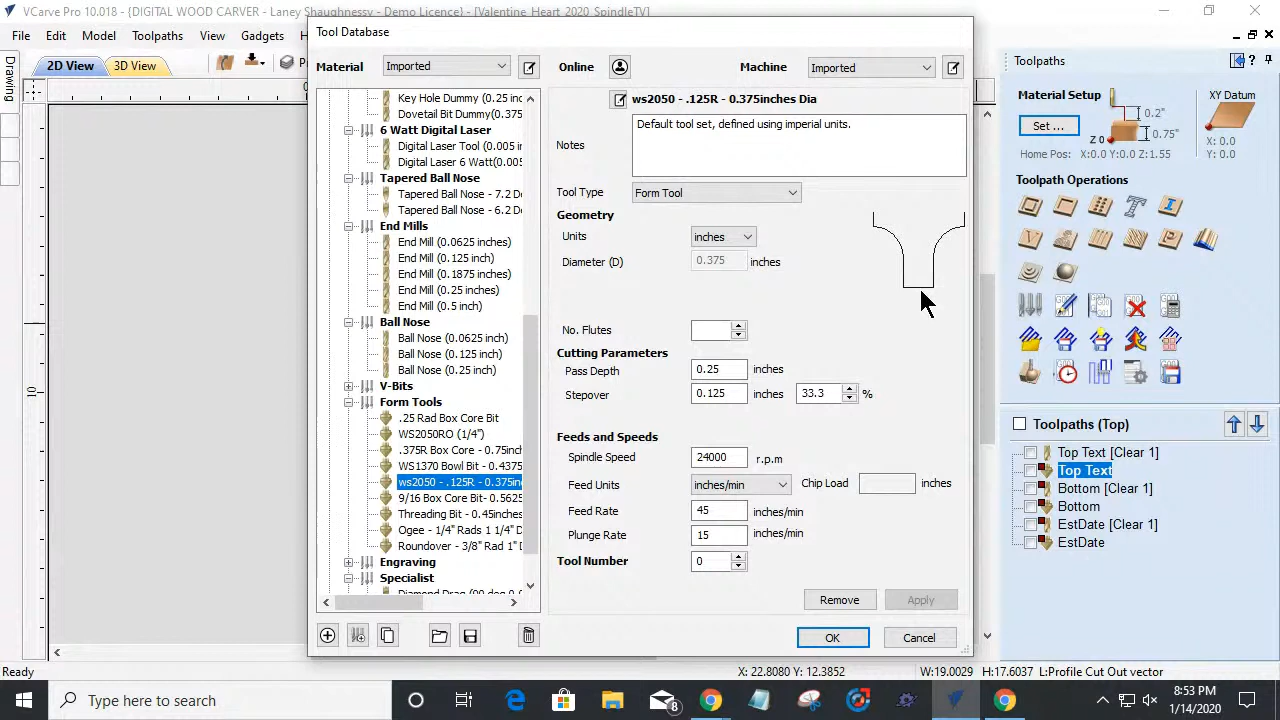 VCarve Pro 10.018 - {DIGITAL WOOD CARVER - Laney Shaughnessy - Demo Licence} - [Valentine_Heart_2020_SpindleTV]
File Edit Model Toolpaths View Gadgets
Drawing
2D View 3D View
Tool Database
Material Imported Online Machine Imported
Key Hole Dummy (0.25 in
Dovetail Bit Dummy(0.375
6 Watt Digital Laser
Digital Laser Tool (0.005 i
Digital Laser 6 Watt(0.005
Tapered Ball Nose
Tapered Ball Nose - 7.2 D
Tapered Ball Nose - 6.2 D
End Mills
End Mill (0.0625 inches)
End Mill (0.125 inch)
End Mill (0.1875 inches)
End Mill (0.25 inches)
End Mill (0.5 inch)
Ball Nose
Ball Nose (0.0625 inch)
Ball Nose (0.125 inch)
Ball Nose (0.25 inch)
V-Bits
Form Tools
.25 Rad Box Core Bit
WS2050RO (1/4")
.375R Box Core - 0.75inch
WS1370 Bowl Bit - 0.4375
ws2050 - .125R - 0.375in
9/16 Box Core Bit- 0.5625
Threading Bit - 0.45inches
Ogee - 1/4" Rads 1 1/4" D
Roundover - 3/8" Rad 1" D
Engraving
Specialist
ws2050 - .125R - 0.375inches Dia
Notes Default tool set, defined using imperial units.
Tool Type Form Tool
Geometry
Units inches
Diameter (D) 0.375 inches
No. Flutes
Cutting Parameters
Pass Depth 0.25 inches
Stepover 0.125 inches 33.3 %
Feeds and Speeds
Spindle Speed 24000 r.p.m
Feed Units inches/min Chip Load inches
Feed Rate 45 inches/min
Plunge Rate 15 inches/min
Tool Number 0
Remove Apply
OK Cancel
Toolpaths
Material Setup XY Datum
Set ... 0.2"
Z 0 0.75" X: 0.0
Y: 0.0
Home Pos: X:0.0 Y:0.0 Z:1.55
Toolpath Operations
Toolpaths (Top)
Top Text [Clear 1]
Top Text
Bottom [Clear 1]
Bottom
EstDate [Clear 1]
EstDate
Ready X: 22.8080 Y: 12.3852 W:19.0029 H:17.6037 L:Profile Cut Out vector
Type here to search 8 8:53 PM
1/14/2020